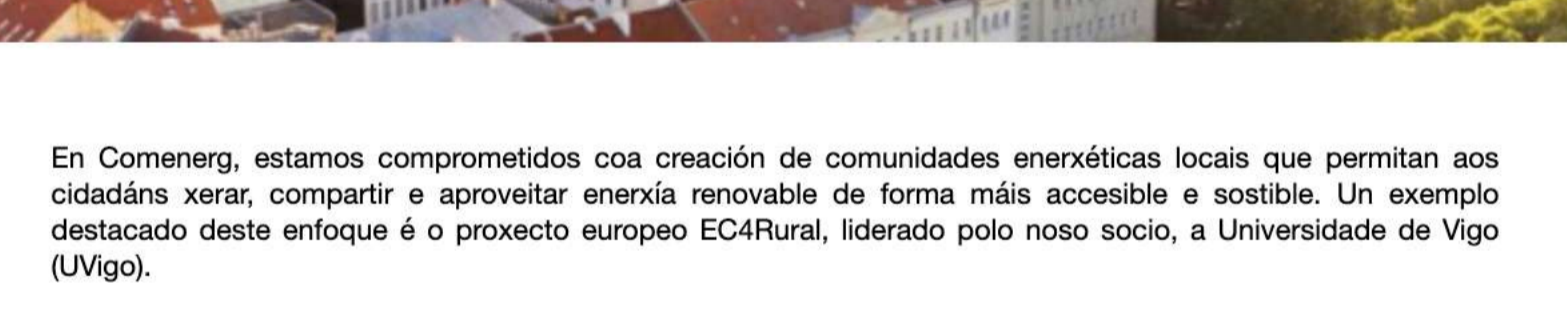 En Comenerg, estamos comprometidos coa creación de comunidades enerxéticas locais que permitan aos
cidadáns xerar, compartir e aproveitar enerxía renovable de forma máis accesible e sostible. Un exemplo
destacado deste enfoque é o proxecto europeo EC4Rural, liderado polo noso socio, a Universidade de Vigo
(UVigo).